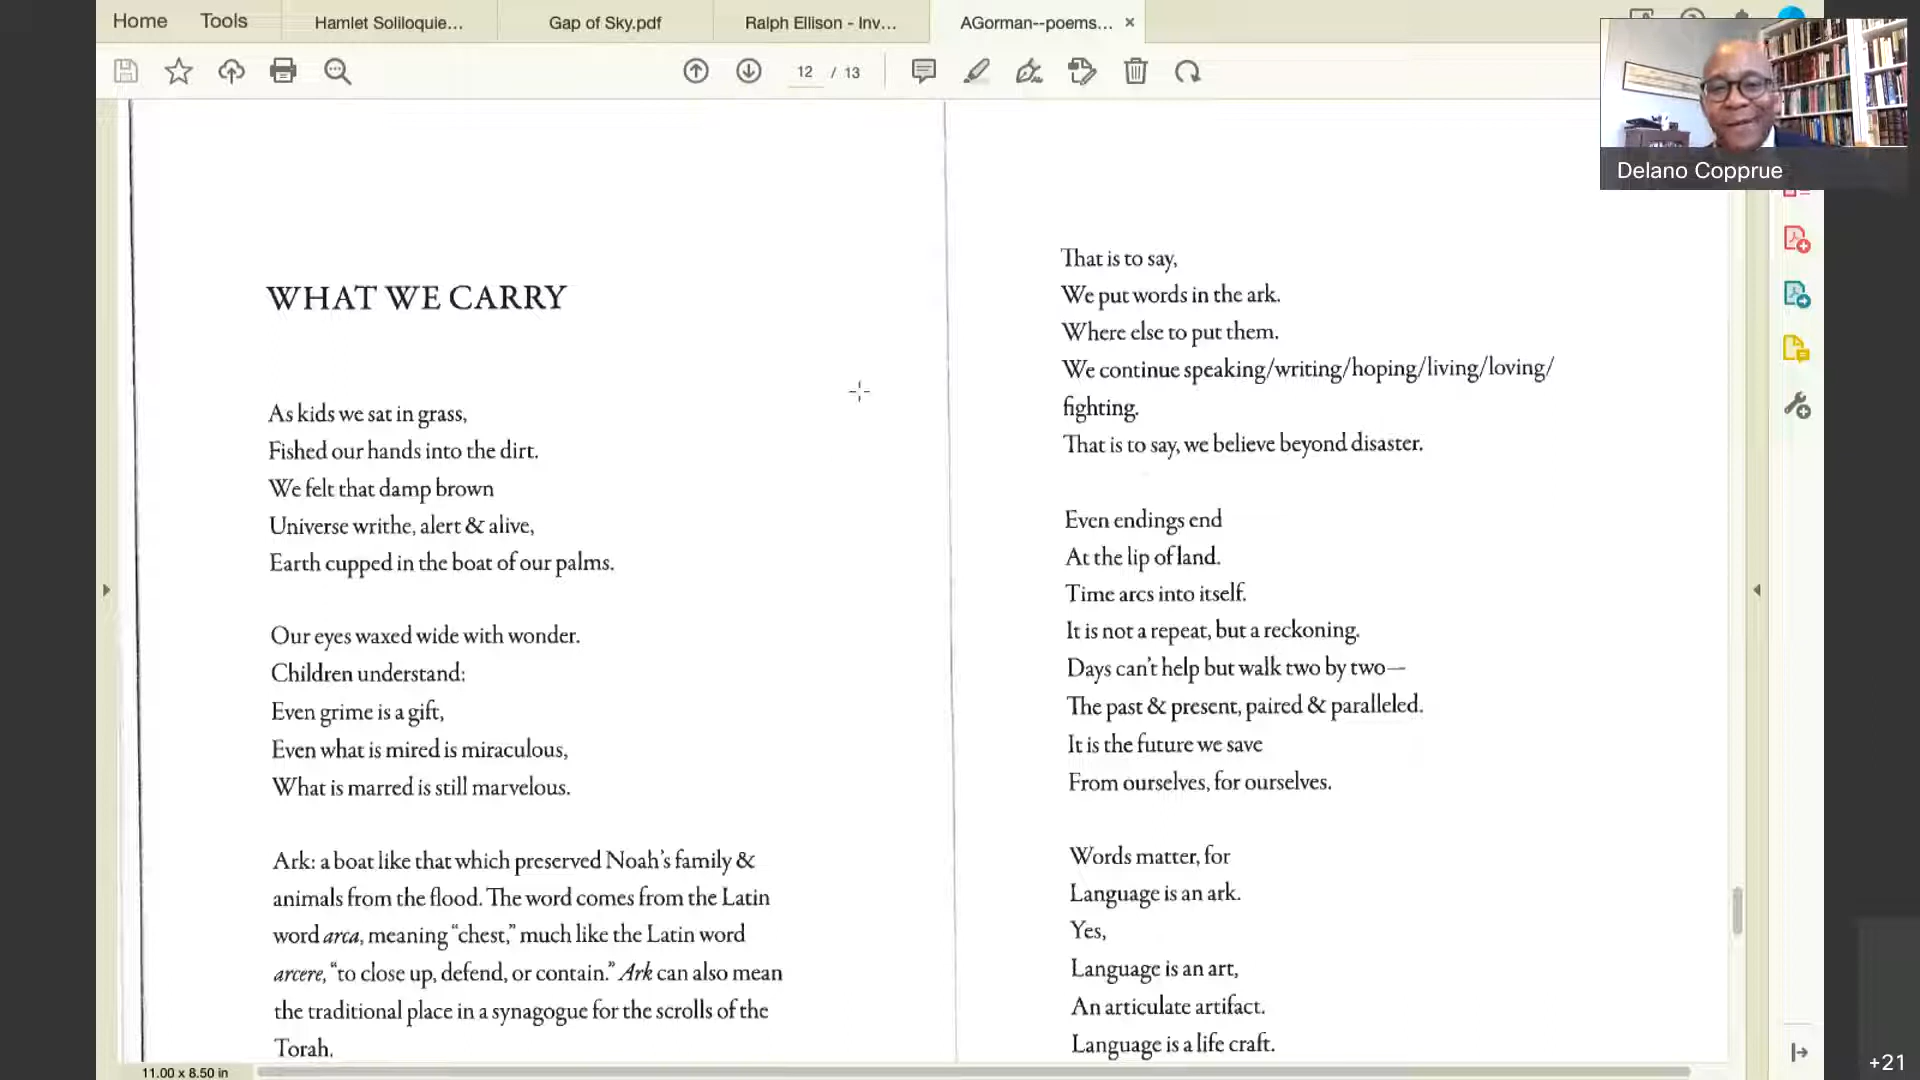 Home Tools Hamlet Soliloquie... Gap of Sky.pdf Ralph Ellison - Inv... AGorman--poems... ×
12 / 13
Delano Copprue
WHAT WE CARRY
As kids we sat in grass,
Fished our hands into the dirt.
We felt that damp brown
Universe writhe, alert & alive,
Earth cupped in the boat of our palms.
Our eyes waxed wide with wonder.
Children understand:
Even grime is a gift,
Even what is mired is miraculous,
What is marred is still marvelous.
Ark: a boat like that which preserved Noah's family &
animals from the flood. The word comes from the Latin
word arca, meaning "chest," much like the Latin word
arcere, "to close up, defend, or contain." Ark can also mean
the traditional place in a synagogue for the scrolls of the
Torah.
That is to say,
We put words in the ark.
Where else to put them.
We continue speaking/writing/hoping/living/loving/
fighting.
That is to say, we believe beyond disaster.
Even endings end
At the lip of land.
Time arcs into itself.
It is not a repeat, but a reckoning.
Days can't help but walk two by two—
The past & present, paired & paralleled.
It is the future we save
From ourselves, for ourselves.
Words matter, for
Language is an ark.
Yes,
Language is an art,
An articulate artifact.
Language is a life craft.
11.00 x 8.50 in
+21